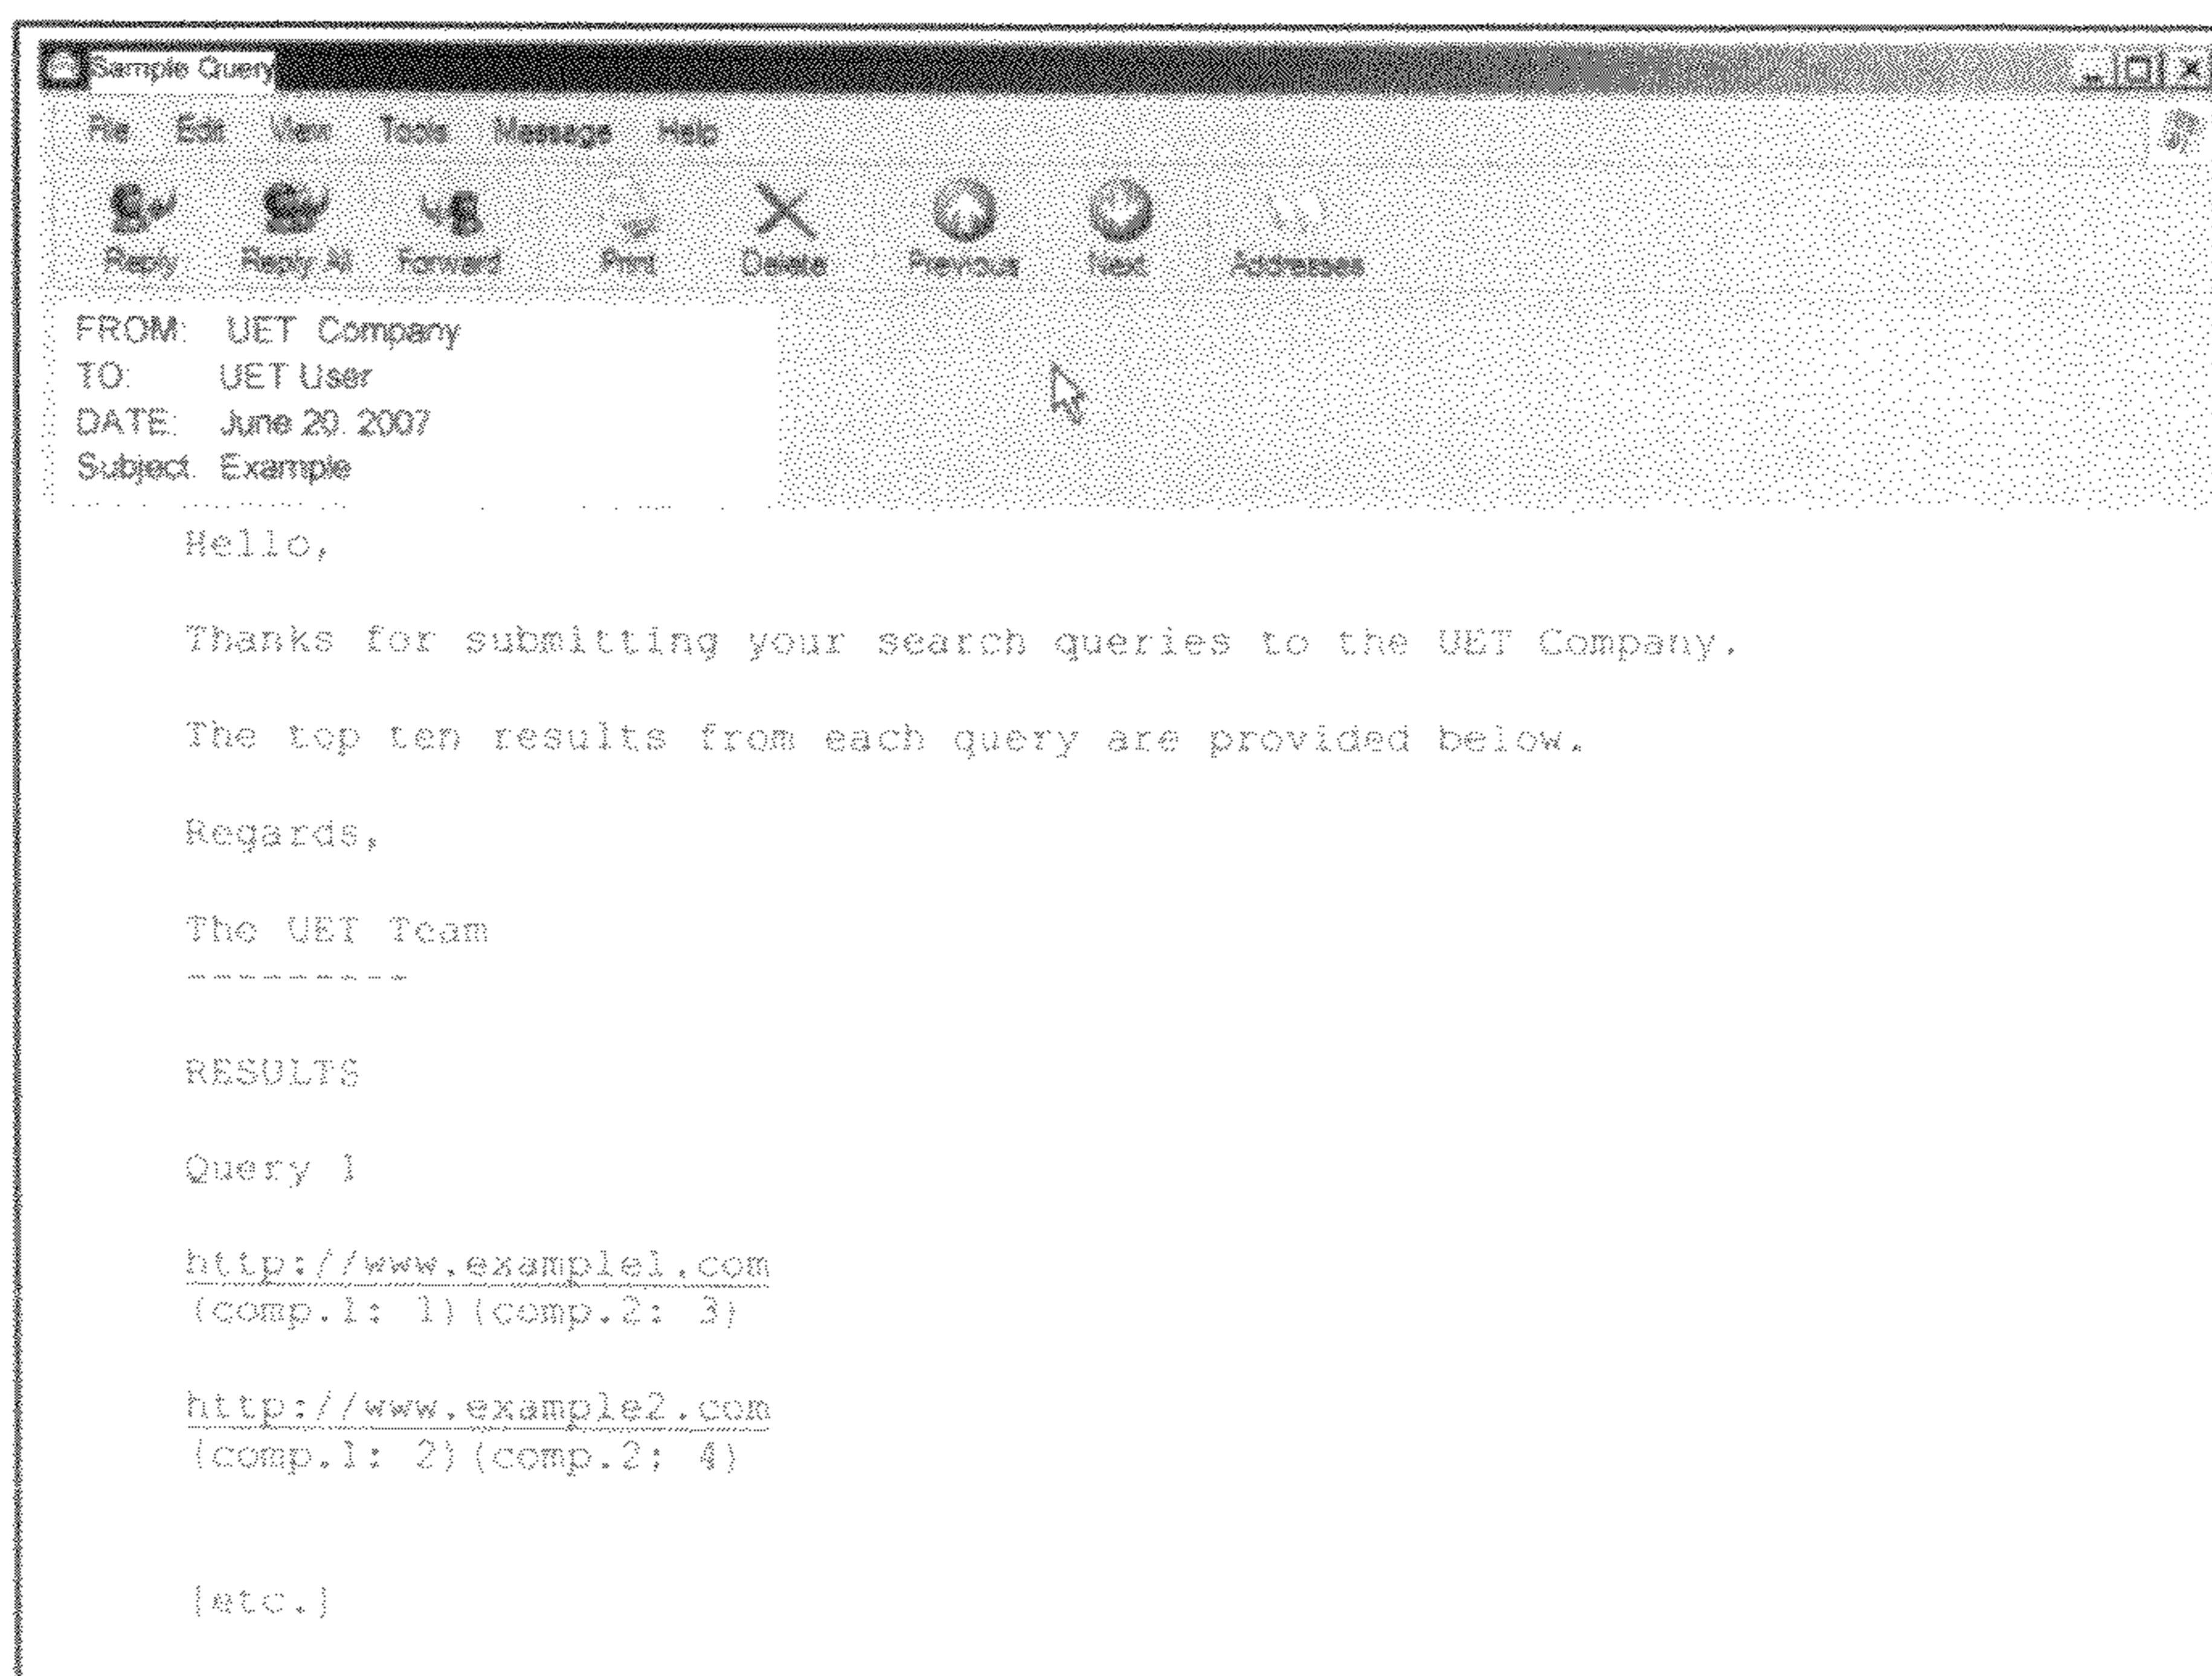 Sample Query
File Edit View Tools Message Help
Reply Reply All Forward Print Delete Previous Next Addresses
FROM: UET Company
TO: UET User
DATE: June 20. 2007
Subject. Example
Hello,
Thanks for submitting your search queries to the UET Company.
The top ten results from each query are provided below.
Regards,
The UET Team
---------
RESULTS
Query 1
http://www.example1.com
(comp.1: 1)(comp.2: 3)
http://www.example2.com
(comp.1: 2)(comp.2: 4)
[etc.]